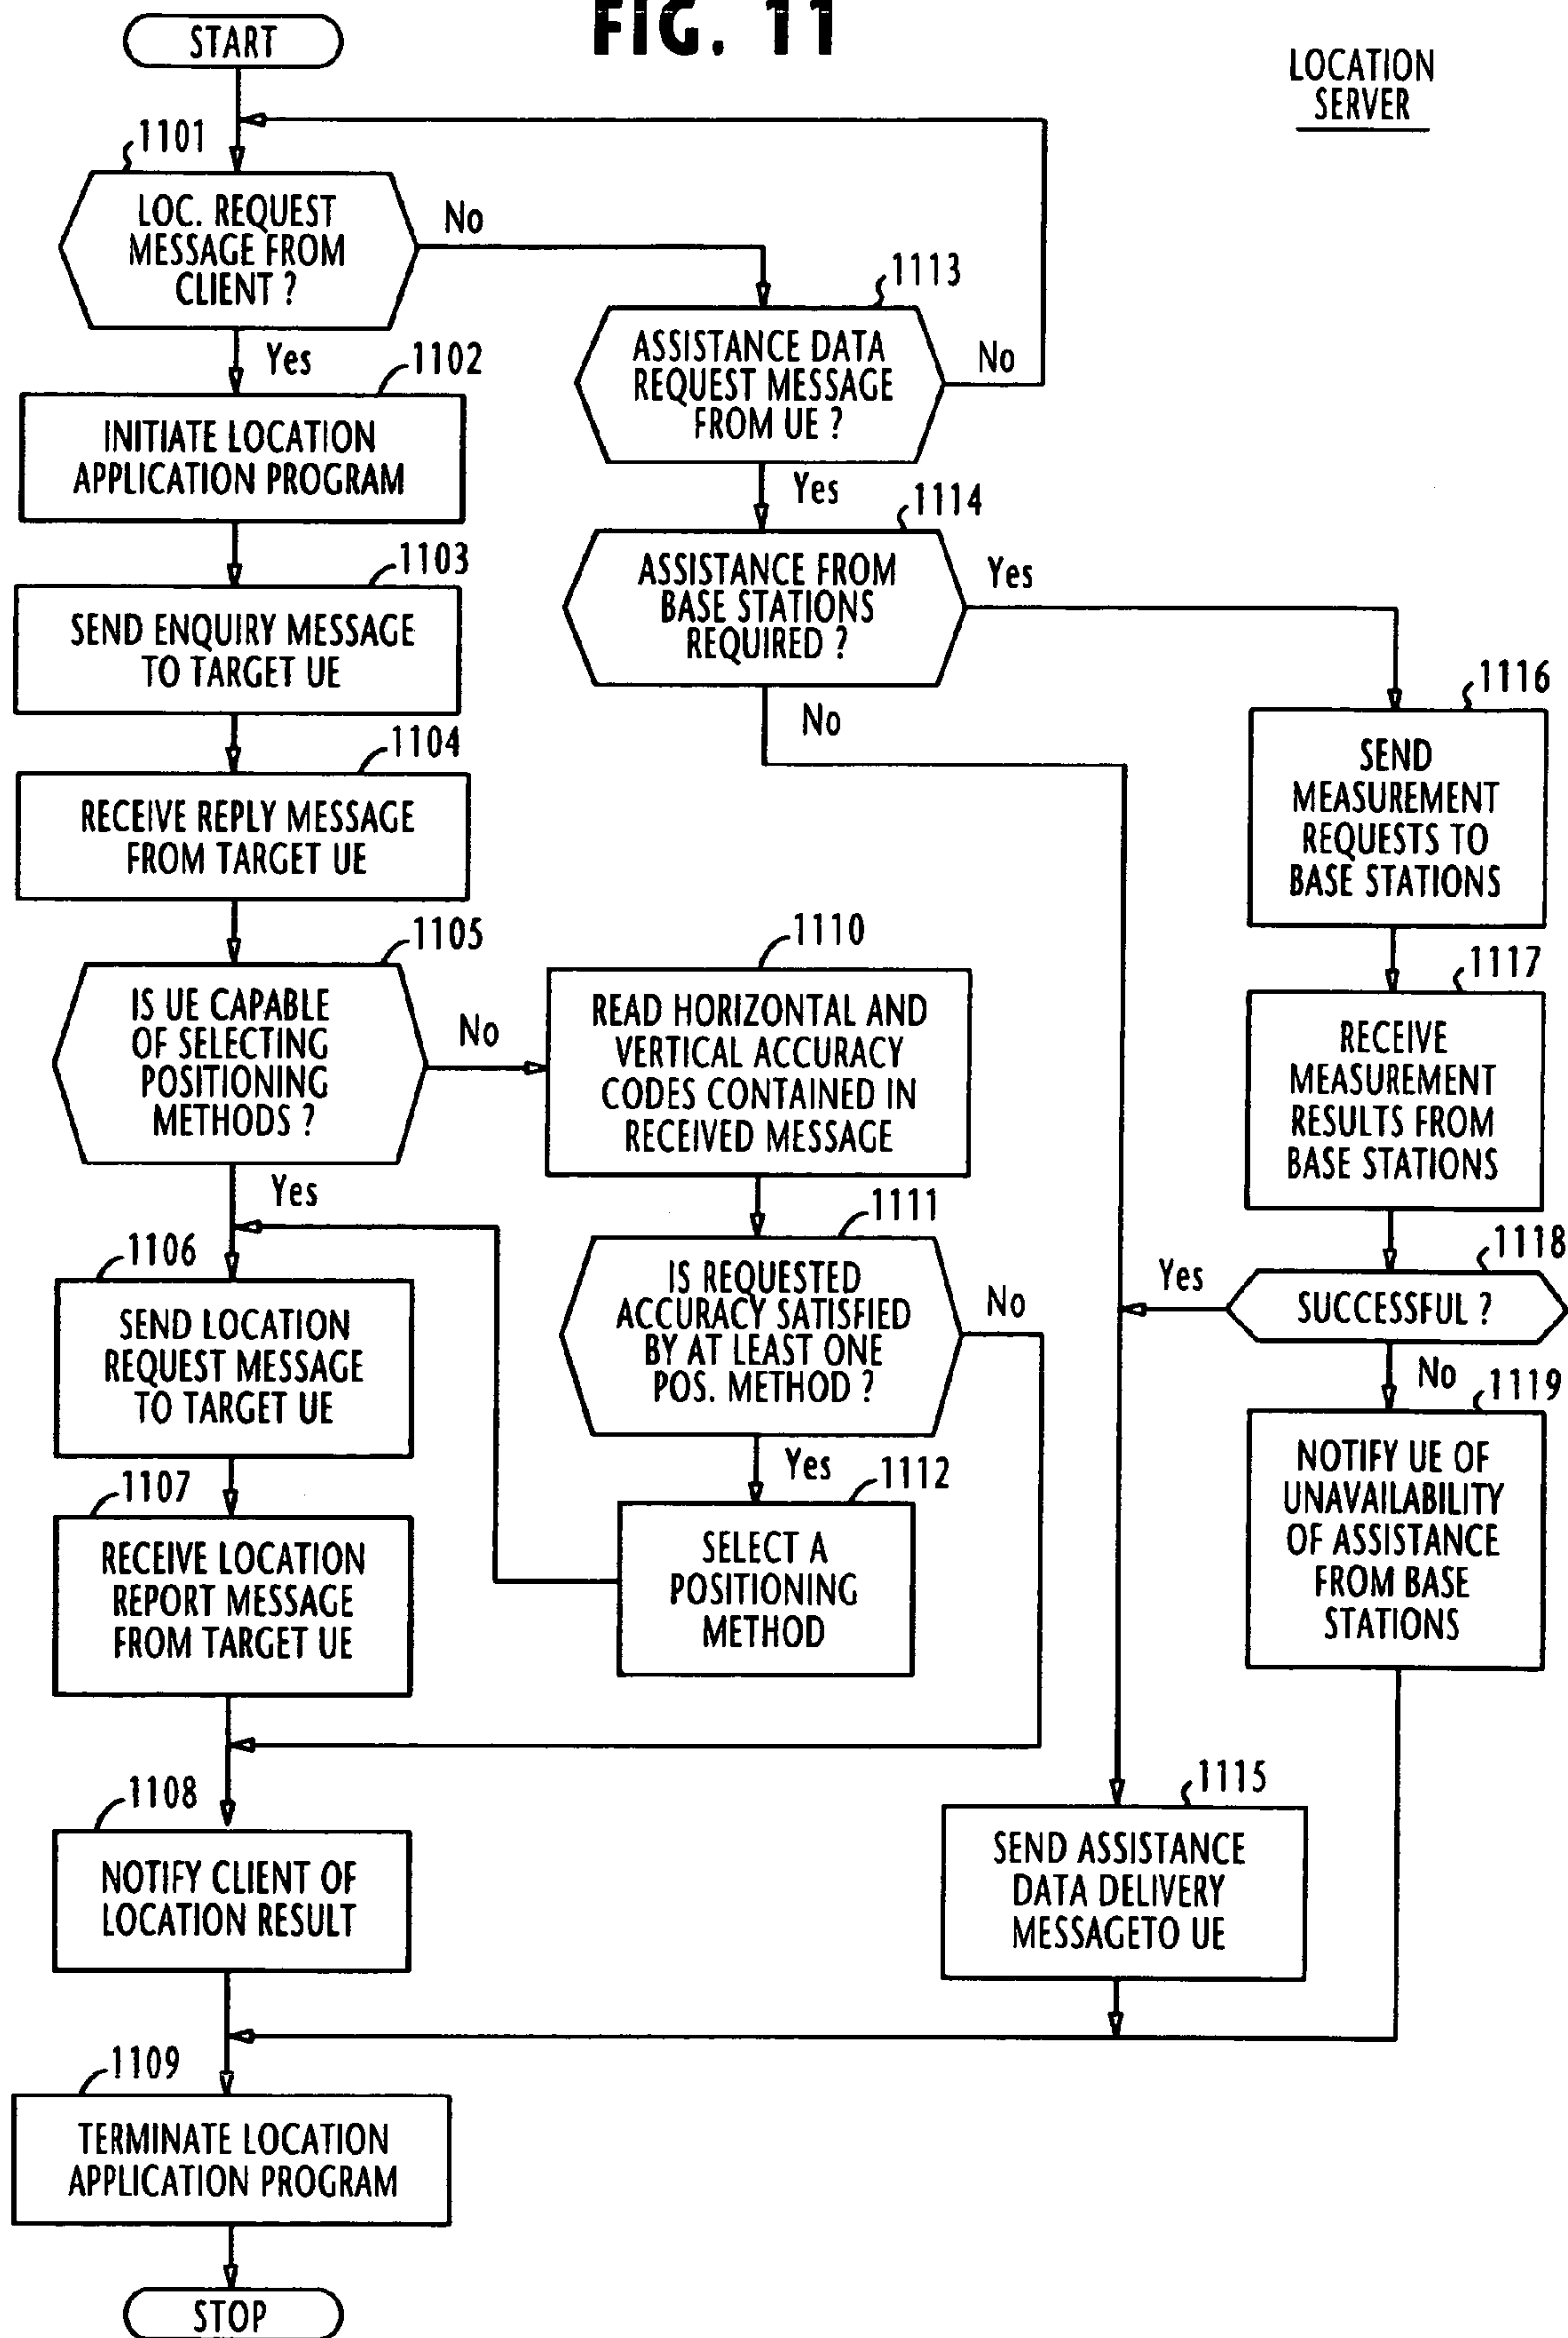 FIG. 11
LOCATION
SERVER
START
1101
LOC. REQUEST
MESSAGE FROM
CLIENT ?
No
Yes
1102
INITIATE LOCATION
APPLICATION PROGRAM
1103
SEND ENQUIRY MESSAGE
TO TARGET UE
1104
RECEIVE REPLY MESSAGE
FROM TARGET UE
1105
IS UE CAPABLE
OF SELECTING
POSITIONING
METHODS ?
No
Yes
1106
SEND LOCATION
REQUEST MESSAGE
TO TARGET UE
1107
RECEIVE LOCATION
REPORT MESSAGE
FROM TARGET UE
1108
NOTIFY CLIENT OF
LOCATION RESULT
1109
TERMINATE LOCATION
APPLICATION PROGRAM
STOP
1110
READ HORIZONTAL AND
VERTICAL ACCURACY
CODES CONTAINED IN
RECEIVED MESSAGE
1111
IS REQUESTED
ACCURACY SATISFIED
BY AT LEAST ONE
POS. METHOD ?
No
Yes
1112
SELECT A
POSITIONING
METHOD
1113
ASSISTANCE DATA
REQUEST MESSAGE
FROM UE ?
No
Yes
1114
ASSISTANCE FROM
BASE STATIONS
REQUIRED ?
Yes
No
1115
SEND ASSISTANCE
DATA DELIVERY
MESSAGETO UE
1116
SEND
MEASUREMENT
REQUESTS TO
BASE STATIONS
1117
RECEIVE
MEASUREMENT
RESULTS FROM
BASE STATIONS
1118
SUCCESSFUL ?
Yes
No
1119
NOTIFY UE OF
UNAVAILABILITY
OF ASSISTANCE
FROM BASE
STATIONS